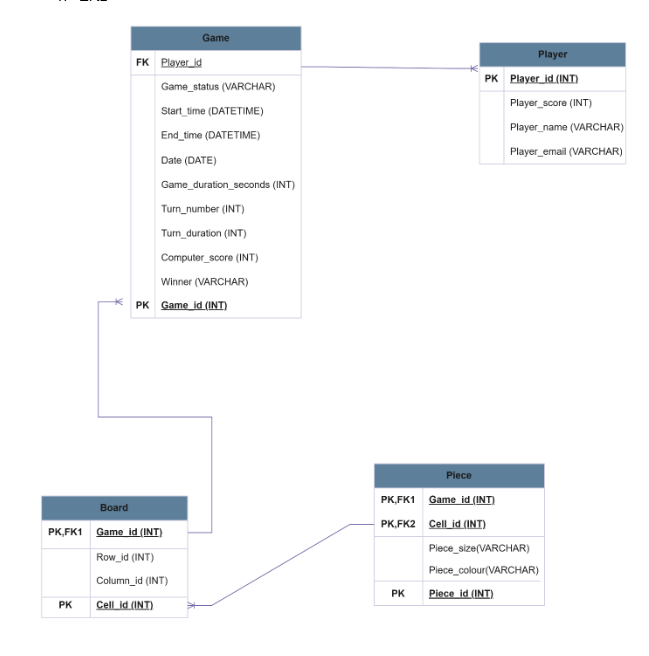 Game
FK Player_id
Game_status (VARCHAR)
Start_time (DATETIME)
End_time (DATETIME)
Date (DATE)
Game_duration_seconds (INT)
Turn_number (INT)
Turn_duration (INT)
Computer_score (INT)
Winner (VARCHAR)
PK Game_id (INT)
Player
PK Player_id (INT)
Player_score (INT)
Player_name (VARCHAR)
Player_email (VARCHAR)
Board
PK,FK1 Game_id (INT)
Row_id (INT)
Column_id (INT)
PK Cell_id (INT)
Piece
PK,FK1 Game_id (INT)
PK,FK2 Cell_id (INT)
Piece_size(VARCHAR)
Piece_colour(VARCHAR)
PK Piece_id (INT)